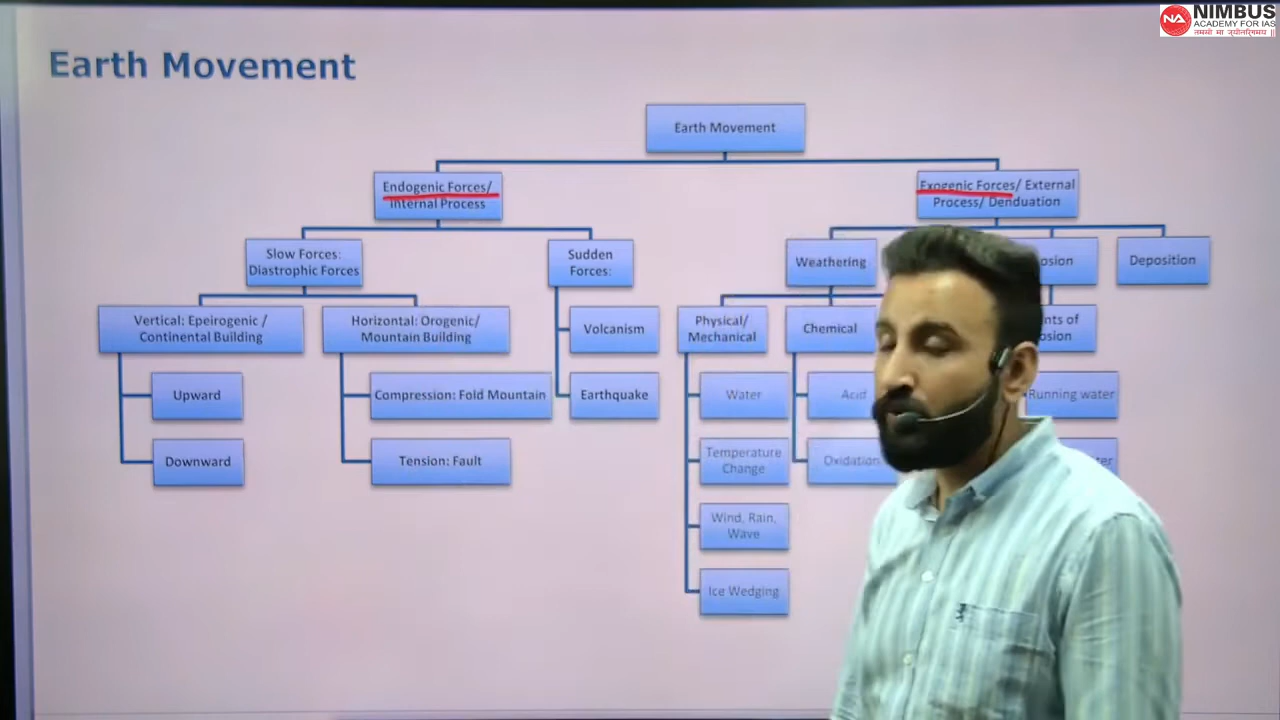 NIMBUS
ACADEMY FOR IAS
Earth Movement
Earth Movement
Endogenic Forces/
Internal Process
Exogenic Forces/ External
Process/ Denduation
Slow Forces:
Diastrophic Forces
Sudden
Forces:
Weathering
Deposition
Vertical: Epeirogenic /
Continental Building
Horizontal: Orogenic/
Mountain Building
Volcanism
Physical/
Mechanical
Chemical
Upward
Compression: Fold Mountain
Earthquake
Water
Acid
Running water
Downward
Tension: Fault
Temperature
Change
Oxidation
Wind, Rain,
Wave
Ice Wedging